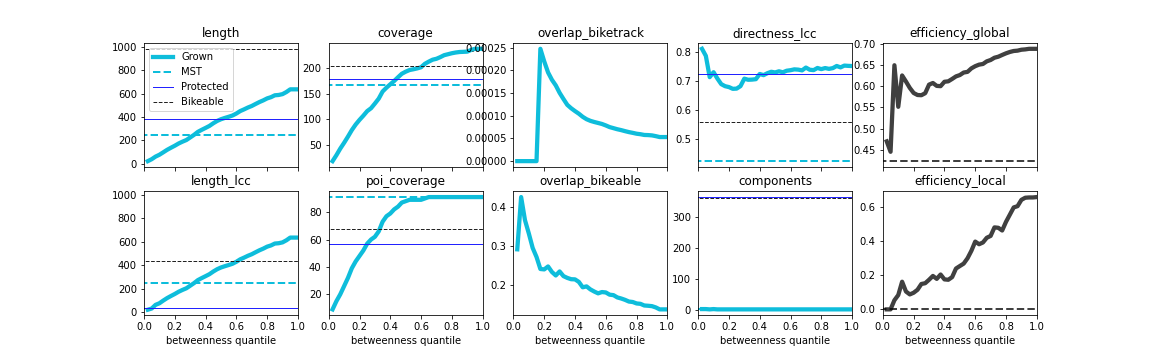 length
coverage
overlap_biketrack
directness_lcc
efficiency_global
1000
800
600
400
200
0
Grown
MST
Protected
Bikeable
200
150
100
50
0.00025
0.00020
0.00015
0.00010
0.00005
0.00000
0.8
0.7
0.6
0.5
0.70
0.65
0.60
0.55
0.50
0.45
length_lcc
poi_coverage
overlap_bikeable
components
efficiency_local
1000
800
600
400
200
0
80
60
40
20
0.4
0.3
0.2
300
200
100
0
0.6
0.4
0.2
0.0
0.0 0.2 0.4 0.6 0.8 1.0
0.0 0.2 0.4 0.6 0.8 1.0
0.0 0.2 0.4 0.6 0.8 1.0
0.0 0.2 0.4 0.6 0.8 1.0
0.0 0.2 0.4 0.6 0.8 1.0
betweenness quantile
betweenness quantile
betweenness quantile
betweenness quantile
betweenness quantile